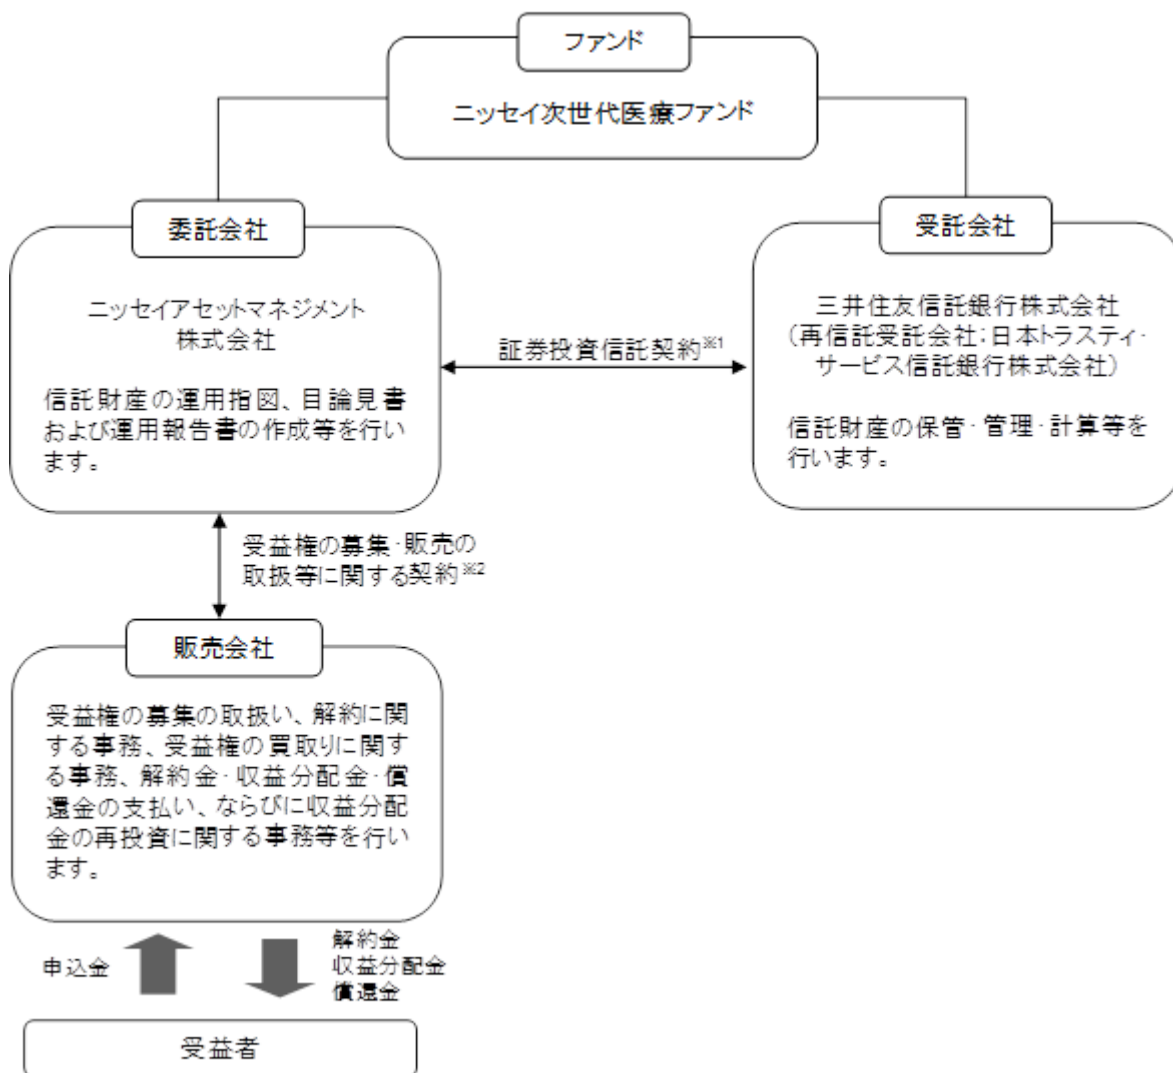 ファンド
ニッセイ次世代医療ファンド
委託会社
ニッセイアセットマネジメント
株式会社
信託財産の運用指図、目論見書
および運用報告書の作成等を行い
ます。
証券投資信託契約※1
受託会社
三井住友信託銀行株式会社
(再信託受託会社:日本トラスティ・
サービス信託銀行株式会社)
信託財産の保管・管理・計算等を
行います。
受益権の募集・販売の
取扱等に関する契約※2
販売会社
受益権の募集の取扱い、解約に関
する事務、受益権の買取りに関す
る事務、解約金・収益分配金・償
還金の支払い、ならびに収益分配
金の再投資に関する事務等を行い
ます。
申込金
解約金
収益分配金
償還金
受益者